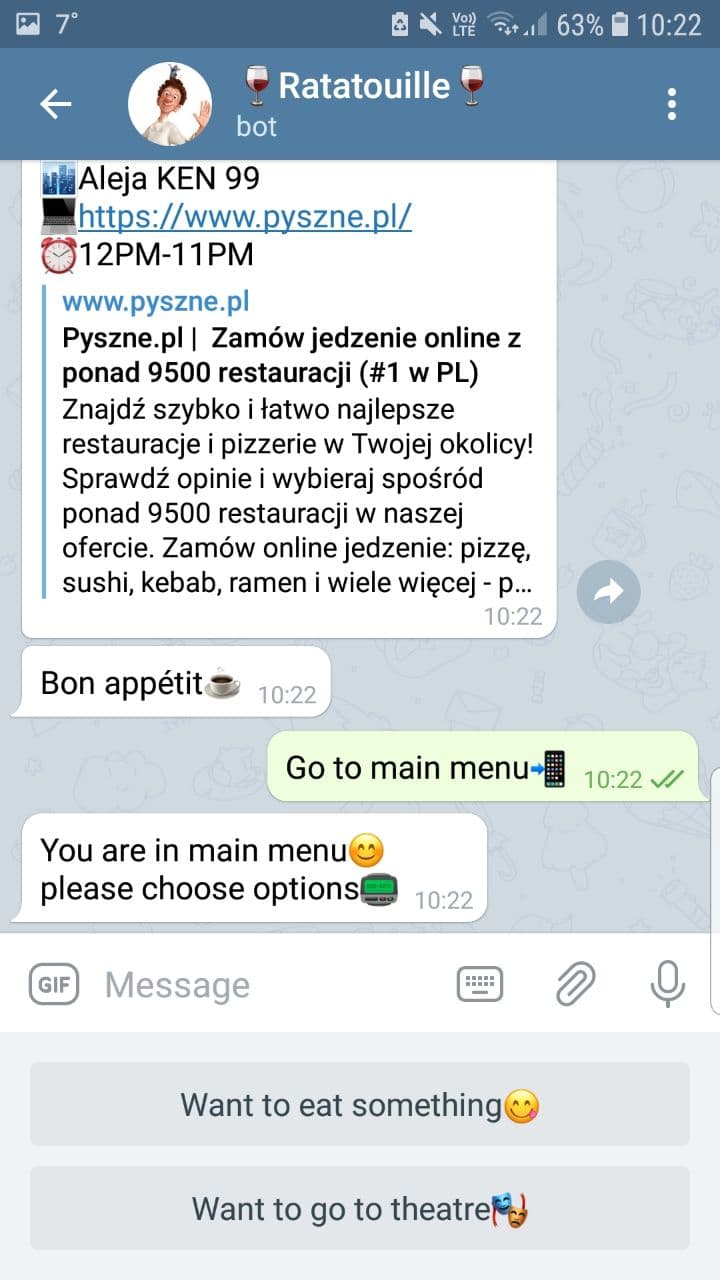 7°
Vo)) LTE 63% 10:22
🍷Ratatouille🍷
bot
🏙Aleja KEN 99
💻https://www.pyszne.pl/
⏰12PM-11PM
www.pyszne.pl
Pyszne.pl | Zamów jedzenie online z
ponad 9500 restauracji (#1 w PL)
Znajdź szybko i łatwo najlepsze
restauracje i pizzerie w Twojej okolicy!
Sprawdź opinie i wybieraj spośród
ponad 9500 restauracji w naszej
ofercie. Zamów online jedzenie: pizzę,
sushi, kebab, ramen i wiele więcej - p...
10:22
Bon appétit☕ 10:22
Go to main menu📲 10:22
You are in main menu😊
please choose options📟 10:22
GIF Message
Want to eat something😋
Want to go to theatre🎭